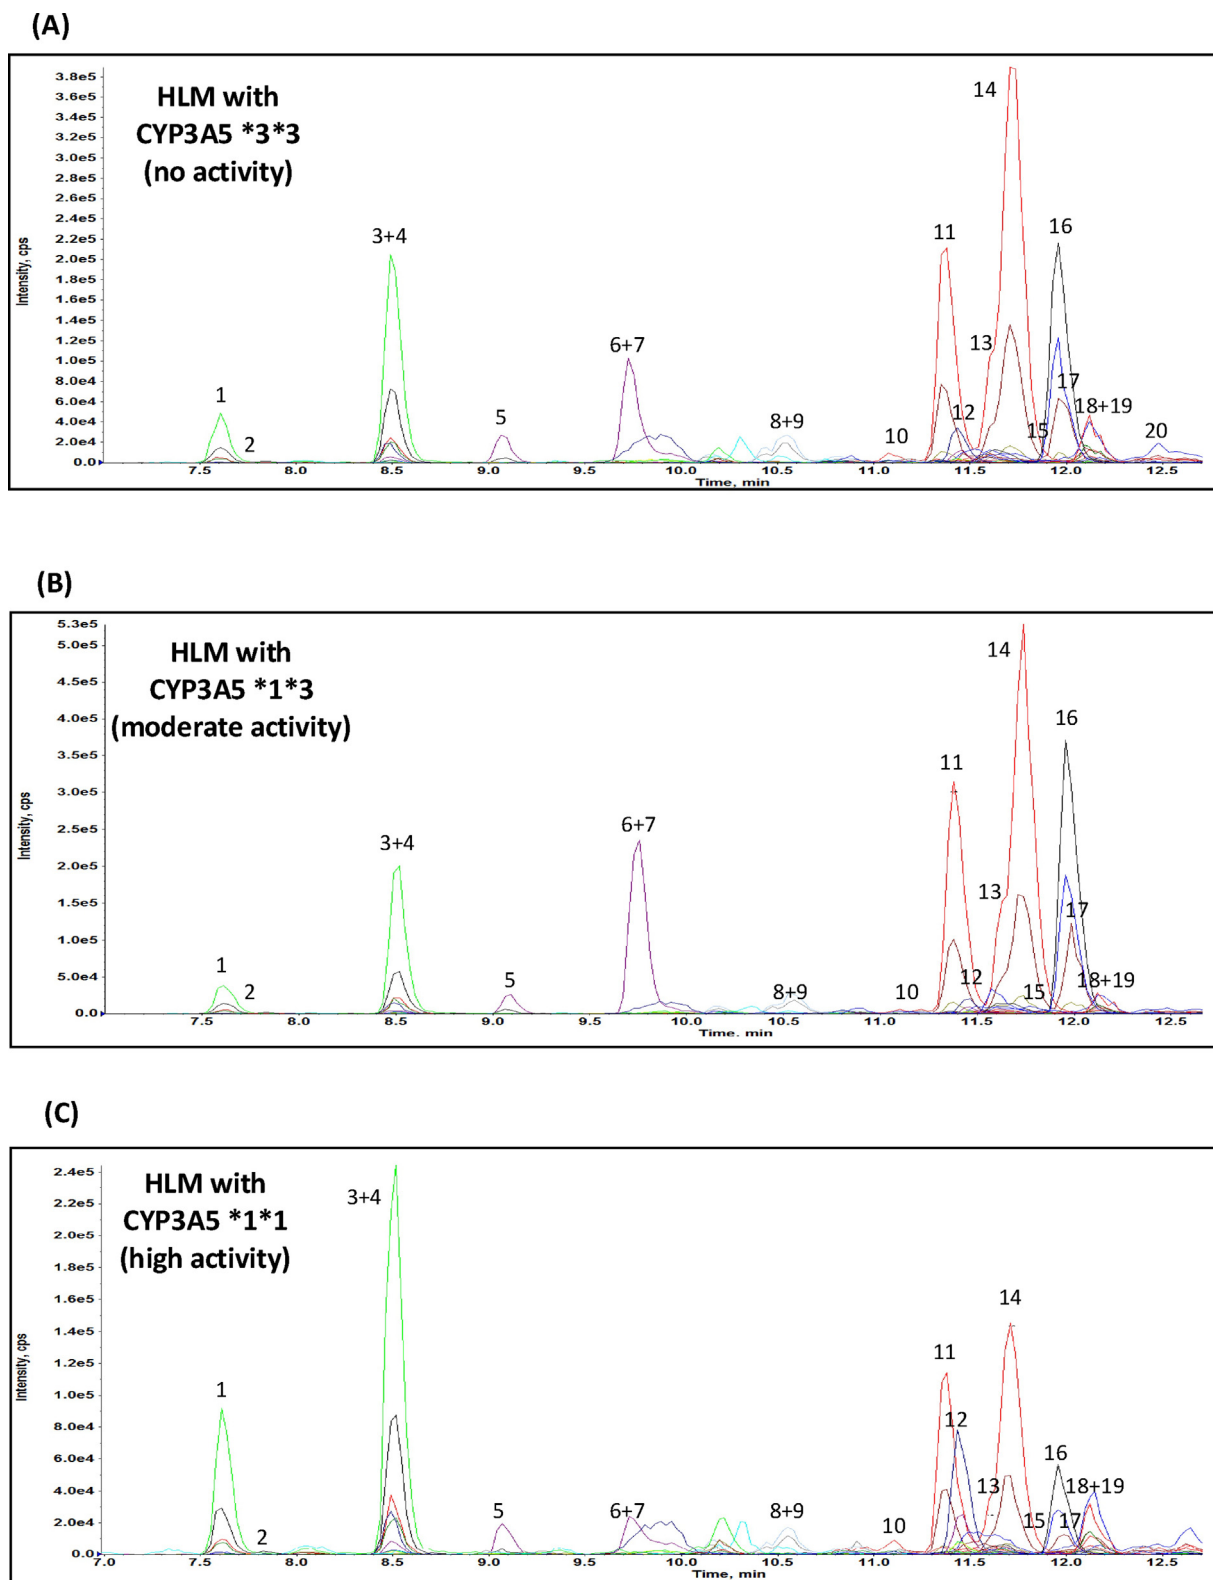 (A)
HLM with
CYP3A5 *3*3
(no activity)
Intensity, cps
3.8e5
3.6e5
3.4e5
3.2e5
3.0e5
2.8e5
2.6e5
2.4e5
2.2e5
2.0e5
1.8e5
1.6e5
1.4e5
1.2e5
1.0e5
8.0e4
6.0e4
4.0e4
2.0e4
0.0
1
2
3+4
5
6+7
8+9
10
11
12
13
14
15
16
17
18+19
20
7.5 8.0 8.5 9.0 9.5 10.0 10.5 11.0 11.5 12.0 12.5
Time, min
(B)
HLM with
CYP3A5 *1*3
(moderate activity)
Intensity, cps
5.3e5
5.0e5
4.5e5
4.0e5
3.5e5
3.0e5
2.5e5
2.0e5
1.5e5
1.0e5
5.0e4
0.0
1
2
3+4
5
6+7
8+9
10
11
12
13
14
15
16
17
18+19
7.5 8.0 8.5 9.0 9.5 10.0 10.5 11.0 11.5 12.0 12.5
Time, min
(C)
HLM with
CYP3A5 *1*1
(high activity)
Intensity, cps
2.4e5
2.2e5
2.0e5
1.8e5
1.6e5
1.4e5
1.2e5
1.0e5
8.0e4
6.0e4
4.0e4
2.0e4
0.0
1
2
3+4
5
6+7
8+9
10
11
12
13
14
15
16
17
18+19
7.0 7.5 8.0 8.5 9.0 9.5 10.0 10.5 11.0 11.5 12.0 12.5
Time, min